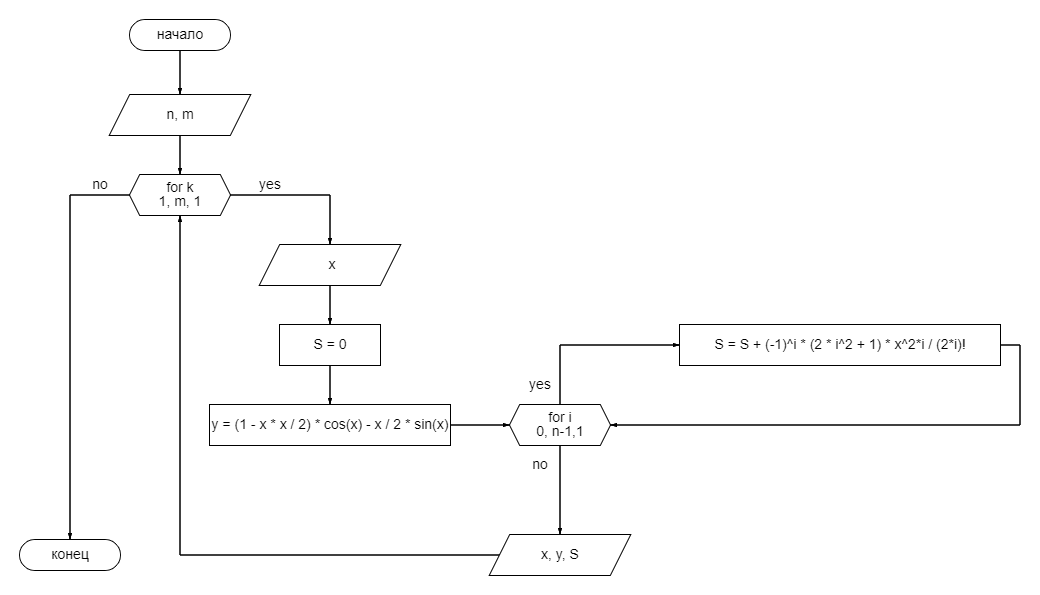 начало
n, m
no
for k
1, m, 1
yes
x
S = 0
S = S + (-1)^i * (2 * i^2 + 1) * x^2*i / (2*i)!
yes
y = (1 - x * x / 2) * cos(x) - x / 2 * sin(x)
for i
0, n-1,1
no
x, y, S
конец